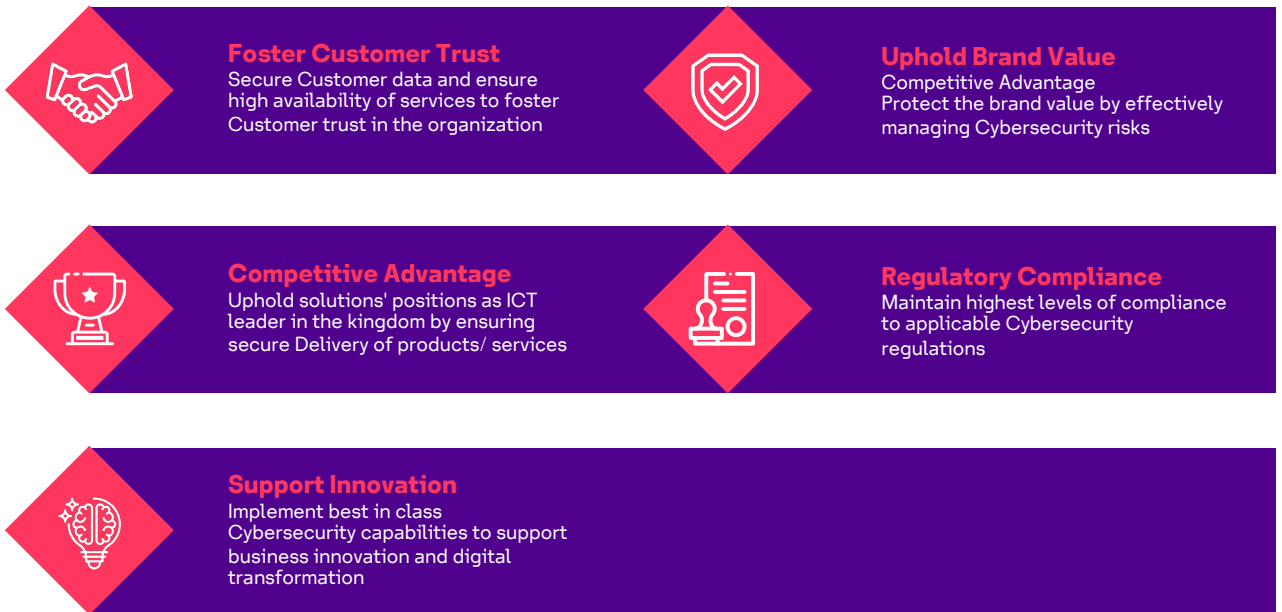 Foster Customer Trust
Secure Customer data and ensure
high availability of services to foster
Customer trust in the organization
Uphold Brand Value
Competitive Advantage
Protect the brand value by effectively
managing Cybersecurity risks
Competitive Advantage
Uphold solutions' positions as ICT
leader in the kingdom by ensuring
secure Delivery of products/ services
Regulatory Compliance
Maintain highest levels of compliance
to applicable Cybersecurity
regulations
Support Innovation
Implement best in class
Cybersecurity capabilities to support
business innovation and digital
transformation